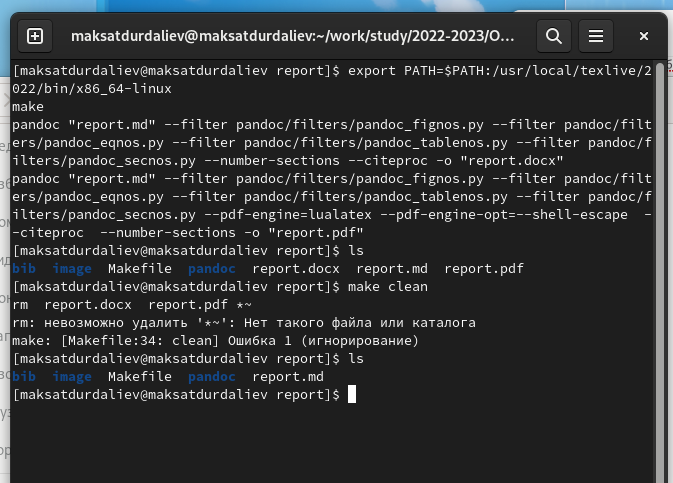 maksatdurdaliev@maksatdurdaliev:~/work/study/2022-2023/О...
[maksatdurdaliev@maksatdurdaliev report]$ export PATH=$PATH:/usr/local/texlive/2
022/bin/x86_64-linux
make
pandoc "report.md" --filter pandoc/filters/pandoc_fignos.py --filter pandoc/filt
ers/pandoc_eqnos.py --filter pandoc/filters/pandoc_tablenos.py --filter pandoc/f
ilters/pandoc_secnos.py --number-sections --citeproc -o "report.docx"
pandoc "report.md" --filter pandoc/filters/pandoc_fignos.py --filter pandoc/filt
ers/pandoc_eqnos.py --filter pandoc/filters/pandoc_tablenos.py --filter pandoc/f
ilters/pandoc_secnos.py --pdf-engine=lualatex --pdf-engine-opt=--shell-escape  -
-citeproc  --number-sections -o "report.pdf"
[maksatdurdaliev@maksatdurdaliev report]$ ls
bib  image  Makefile  pandoc  report.docx  report.md  report.pdf
[maksatdurdaliev@maksatdurdaliev report]$ make clean
rm  report.docx  report.pdf *~
rm: невозможно удалить '*~': Нет такого файла или каталога
make: [Makefile:34: clean] Ошибка 1 (игнорирование)
[maksatdurdaliev@maksatdurdaliev report]$ ls
bib  image  Makefile  pandoc  report.md
[maksatdurdaliev@maksatdurdaliev report]$